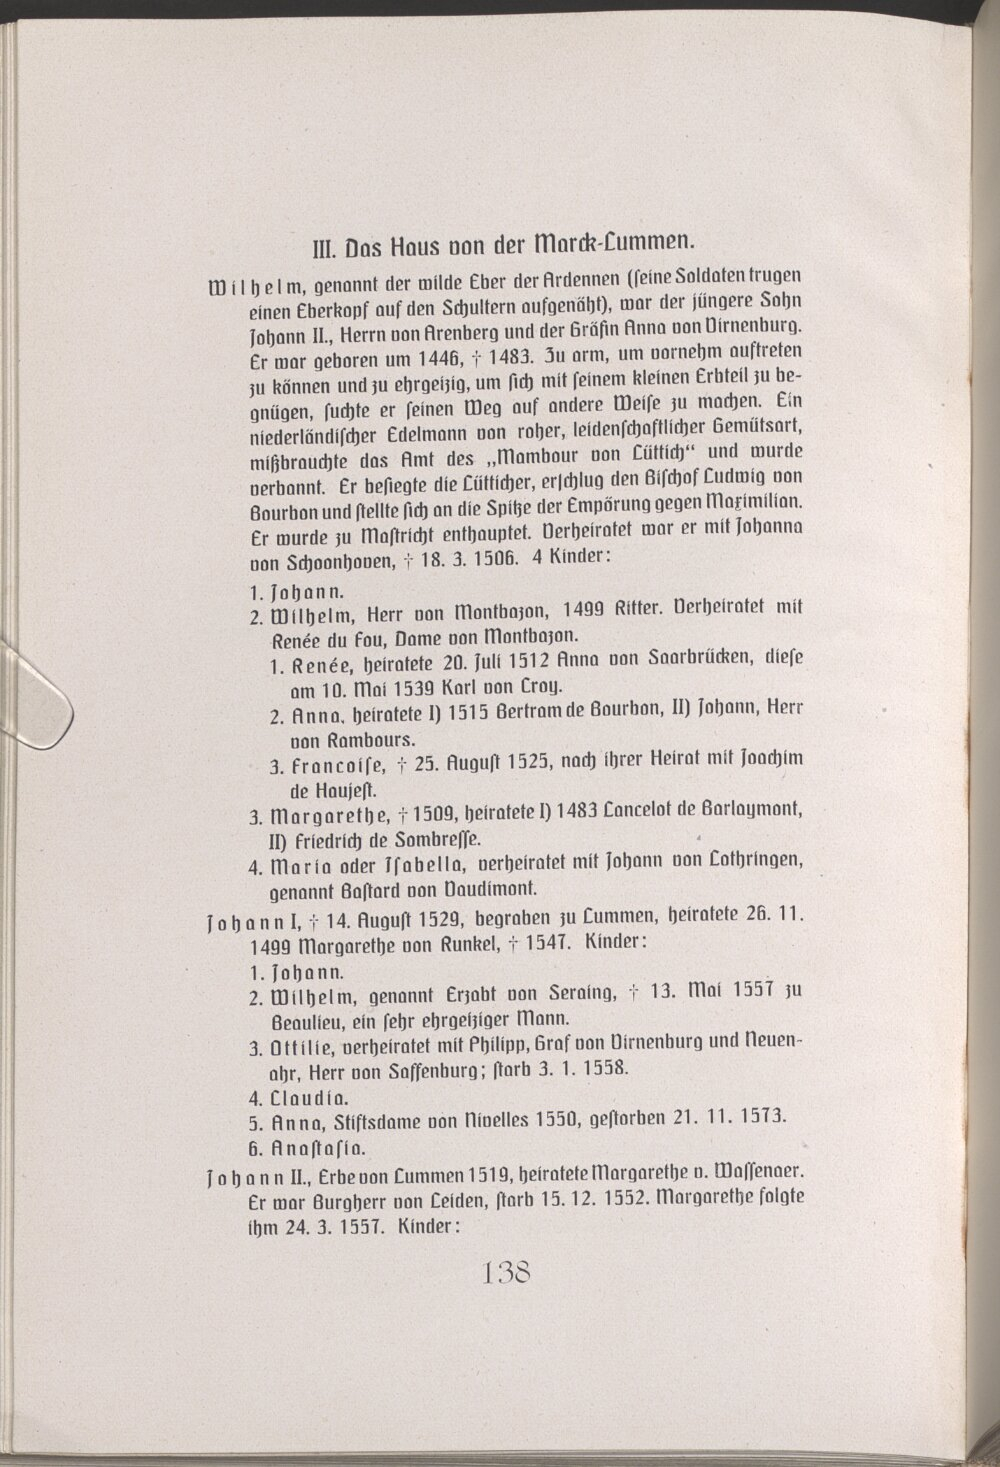 III. Das Haus von der Marck-Lummen.
Wilhelm, genannt der wilde Eber der Ardennen (ſeine Soldaten trugen
einen Eberkopf auf den Schultern aufgenäht), war der jüngere Sohn
Johann II., Herrn von Arenberg und der Gräfin Anna von Virnenburg.
Er war geboren um 1446, † 1483. Zu arm, um vornehm auftreten
zu können und zu ehrgeizig, um ſich mit ſeinem kleinen Erbteil zu be-
gnügen, ſuchte er ſeinen Weg auf andere Weiſe zu machen. Ein
niederländiſcher Edelmann von roher, leidenſchaftlicher Gemütsart,
mißbrauchte das Amt des „Mambour von Lüttich“ und wurde
verbannt. Er beſiegte die Lütticher, erſchlug den Biſchof Ludwig von
Bourbon und ſtellte ſich an die Spitze der Empörung gegen Maximilian.
Er wurde zu Maſtricht enthauptet. Verheiratet war er mit Johanna
von Schoonhoven, † 18. 3. 1506. 4 Kinder:
1. Johann.
2. Wilhelm, Herr von Montbazon, 1499 Ritter. Verheiratet mit
Renée du Fou, Dame von Montbazon.
1. Renée, heiratete 20. Juli 1512 Anna von Saarbrücken, dieſe
am 10. Mai 1539 Karl von Croy.
2. Anna, heiratete I) 1515 Bertram de Bourbon, II) Johann, Herr
von Rambours.
3. Francoiſe, † 25. Auguſt 1525, nach ihrer Heirat mit Joachim
de Haujeſt.
3. Margarethe, † 1509, heiratete I) 1483 Lancelot de Barlaymont,
II) Friedrich de Sombreſſe.
4. Maria oder Iſabella, verheiratet mit Johann von Lothringen,
genannt Baſtard von Vaudimont.
Johann I, † 14. Auguſt 1529, begraben zu Lummen, heiratete 26. 11.
1499 Margarethe von Runkel, † 1547. Kinder:
1. Johann.
2. Wilhelm, genannt Erzabt von Seraing, † 13. Mai 1557 zu
Beaulieu, ein ſehr ehrgeiziger Mann.
3. Ottilie, verheiratet mit Philipp, Graf von Virnenburg und Neuen-
ahr, Herr von Saffenburg; ſtarb 3. 1. 1558.
4. Claudia.
5. Anna, Stiftsdame von Nivelles 1550, geſtorben 21. 11. 1573.
6. Anaſtaſia.
Johann II., Erbe von Lummen 1519, heiratete Margarethe v. Waſſenaer.
Er war Burgherr von Leiden, ſtarb 15. 12. 1552. Margarethe folgte
ihm 24. 3. 1557. Kinder:
138